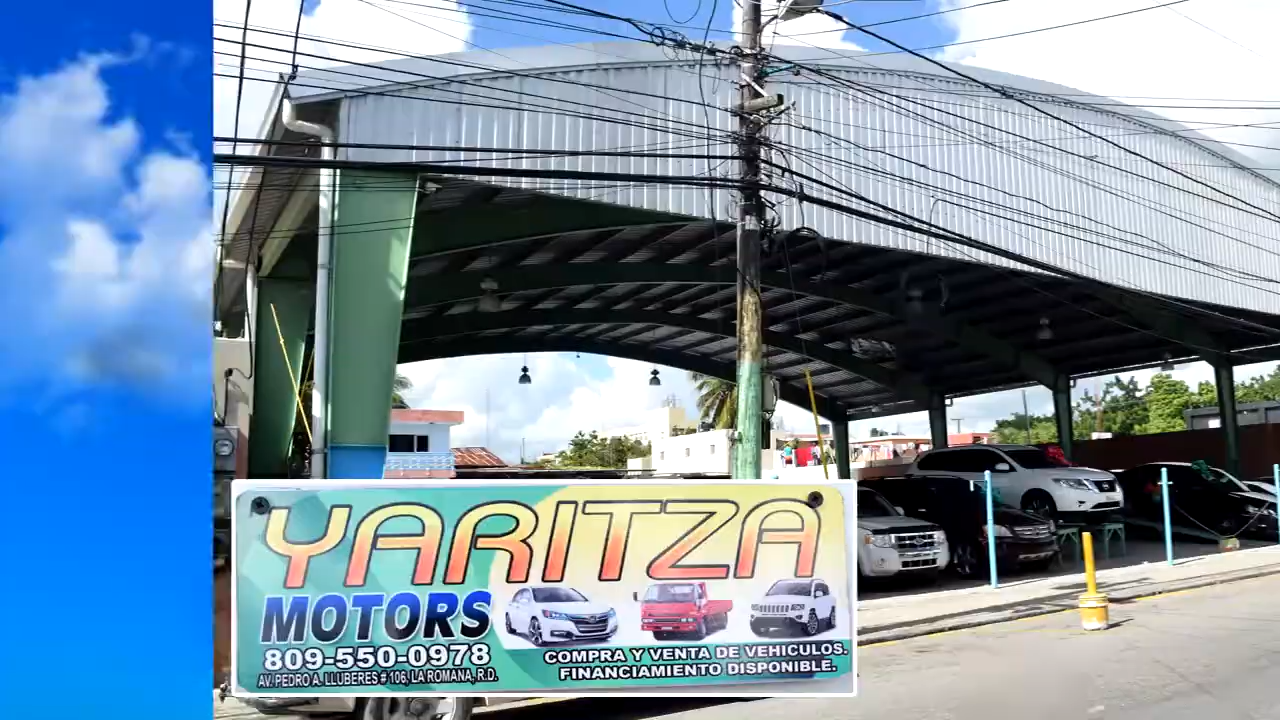 YARITZA
MOTORS
809-550-0978
AV. PEDRO A. LLUBERES # 106, LA ROMANA, R.D.
COMPRA Y VENTA DE VEHICULOS.
FINANCIAMIENTO DISPONIBLE.